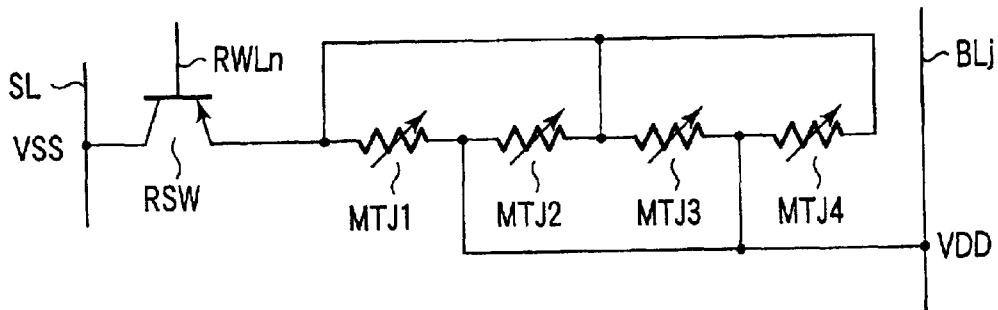 RWLn
SL
BLj
VSS
RSW
MTJ1
MTJ2
MTJ3
MTJ4
VDD